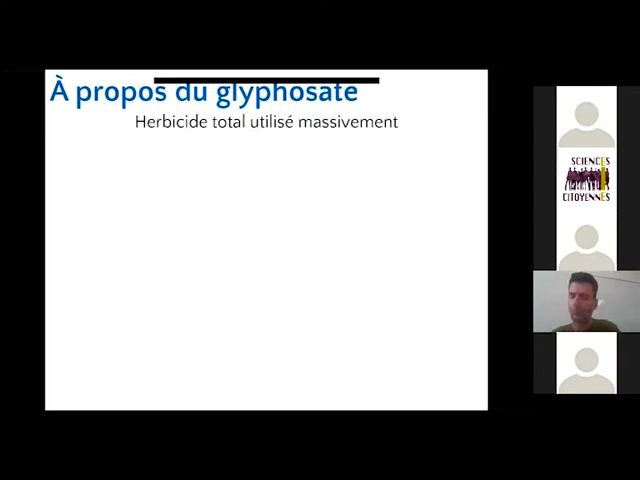 À propos du glyphosate
Herbicide total utilisé massivement
SCIENCES
CITOYENNES